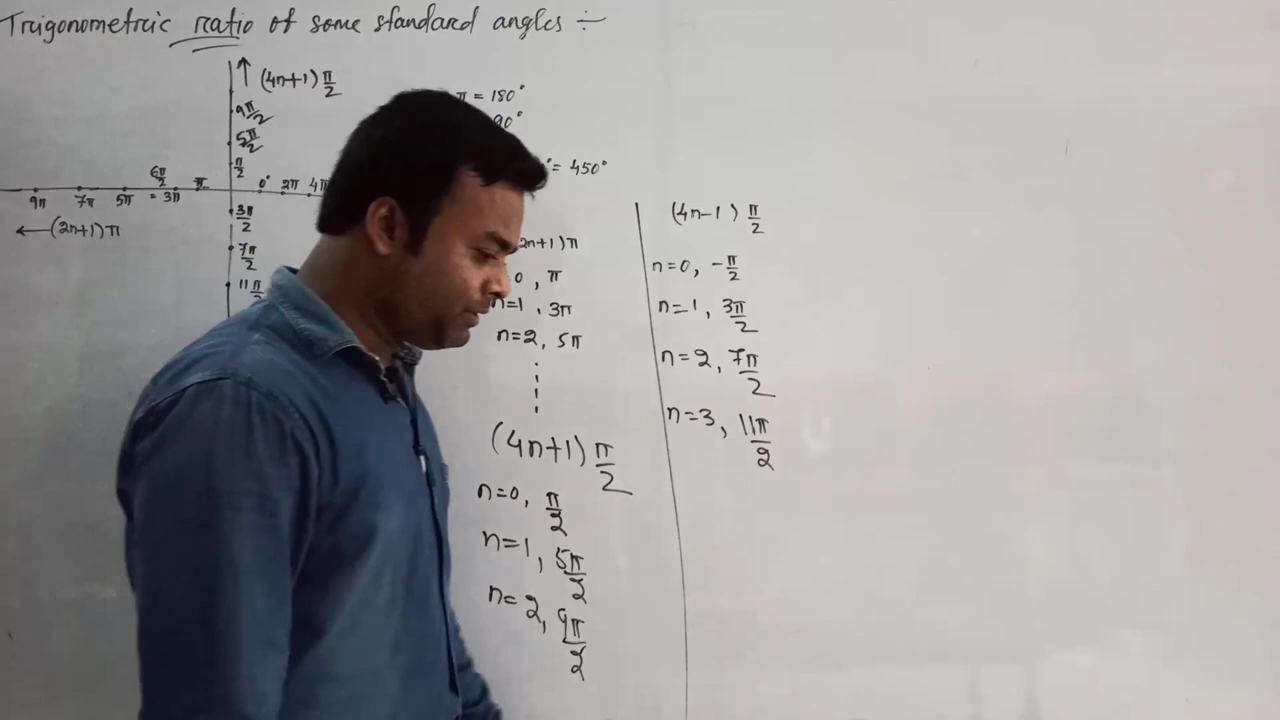 Trigonometric ratio of some standard angles ÷
(4n+1) π/2
9π/2
5π/2
π/2
π = 180°
90°
= 450°
9π 7π 5π 6π/2 = 3π π 0° 2π 4π
← (2n+1) π
3π/2
7π/2
11π/2
2n+1) π
0, π
n=1, 3π
n=2, 5π
(4n+1) π/2
n=0, π/2
n=1, 5π/2
n=2, 9π/2
(4n-1) π/2
n=0, -π/2
n=1, 3π/2
n=2, 7π/2
n=3, 11π/2